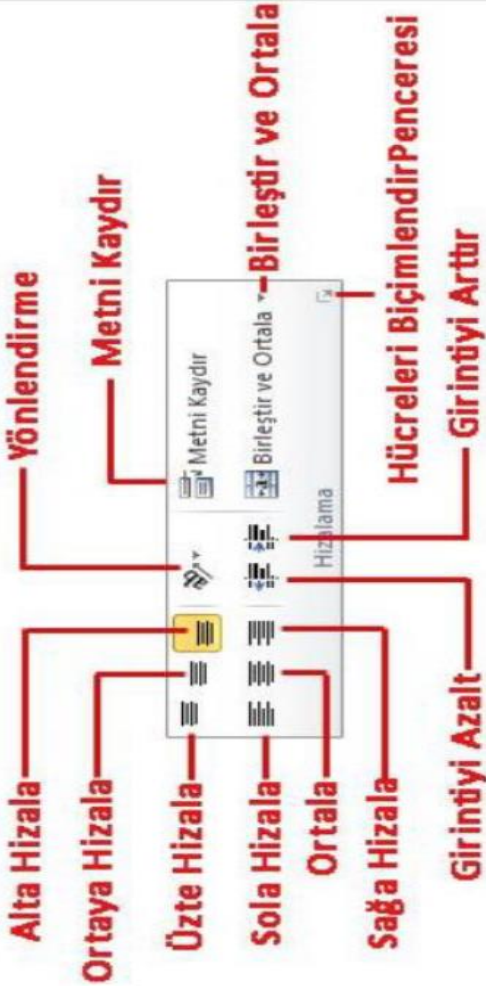 Alta Hizala
Yönlendirme
Ortaya Hizala
Metni Kaydır
Üzte Hizala
Metni Kaydır
Sola Hizala
Birleştir ve Ortala
Birleştir ve Ortala
Ortala
Hizalama
Sağa Hizala
Hücreleri BiçimlendirPenceresi
Girintiyi Azalt
Girintiyi Artür